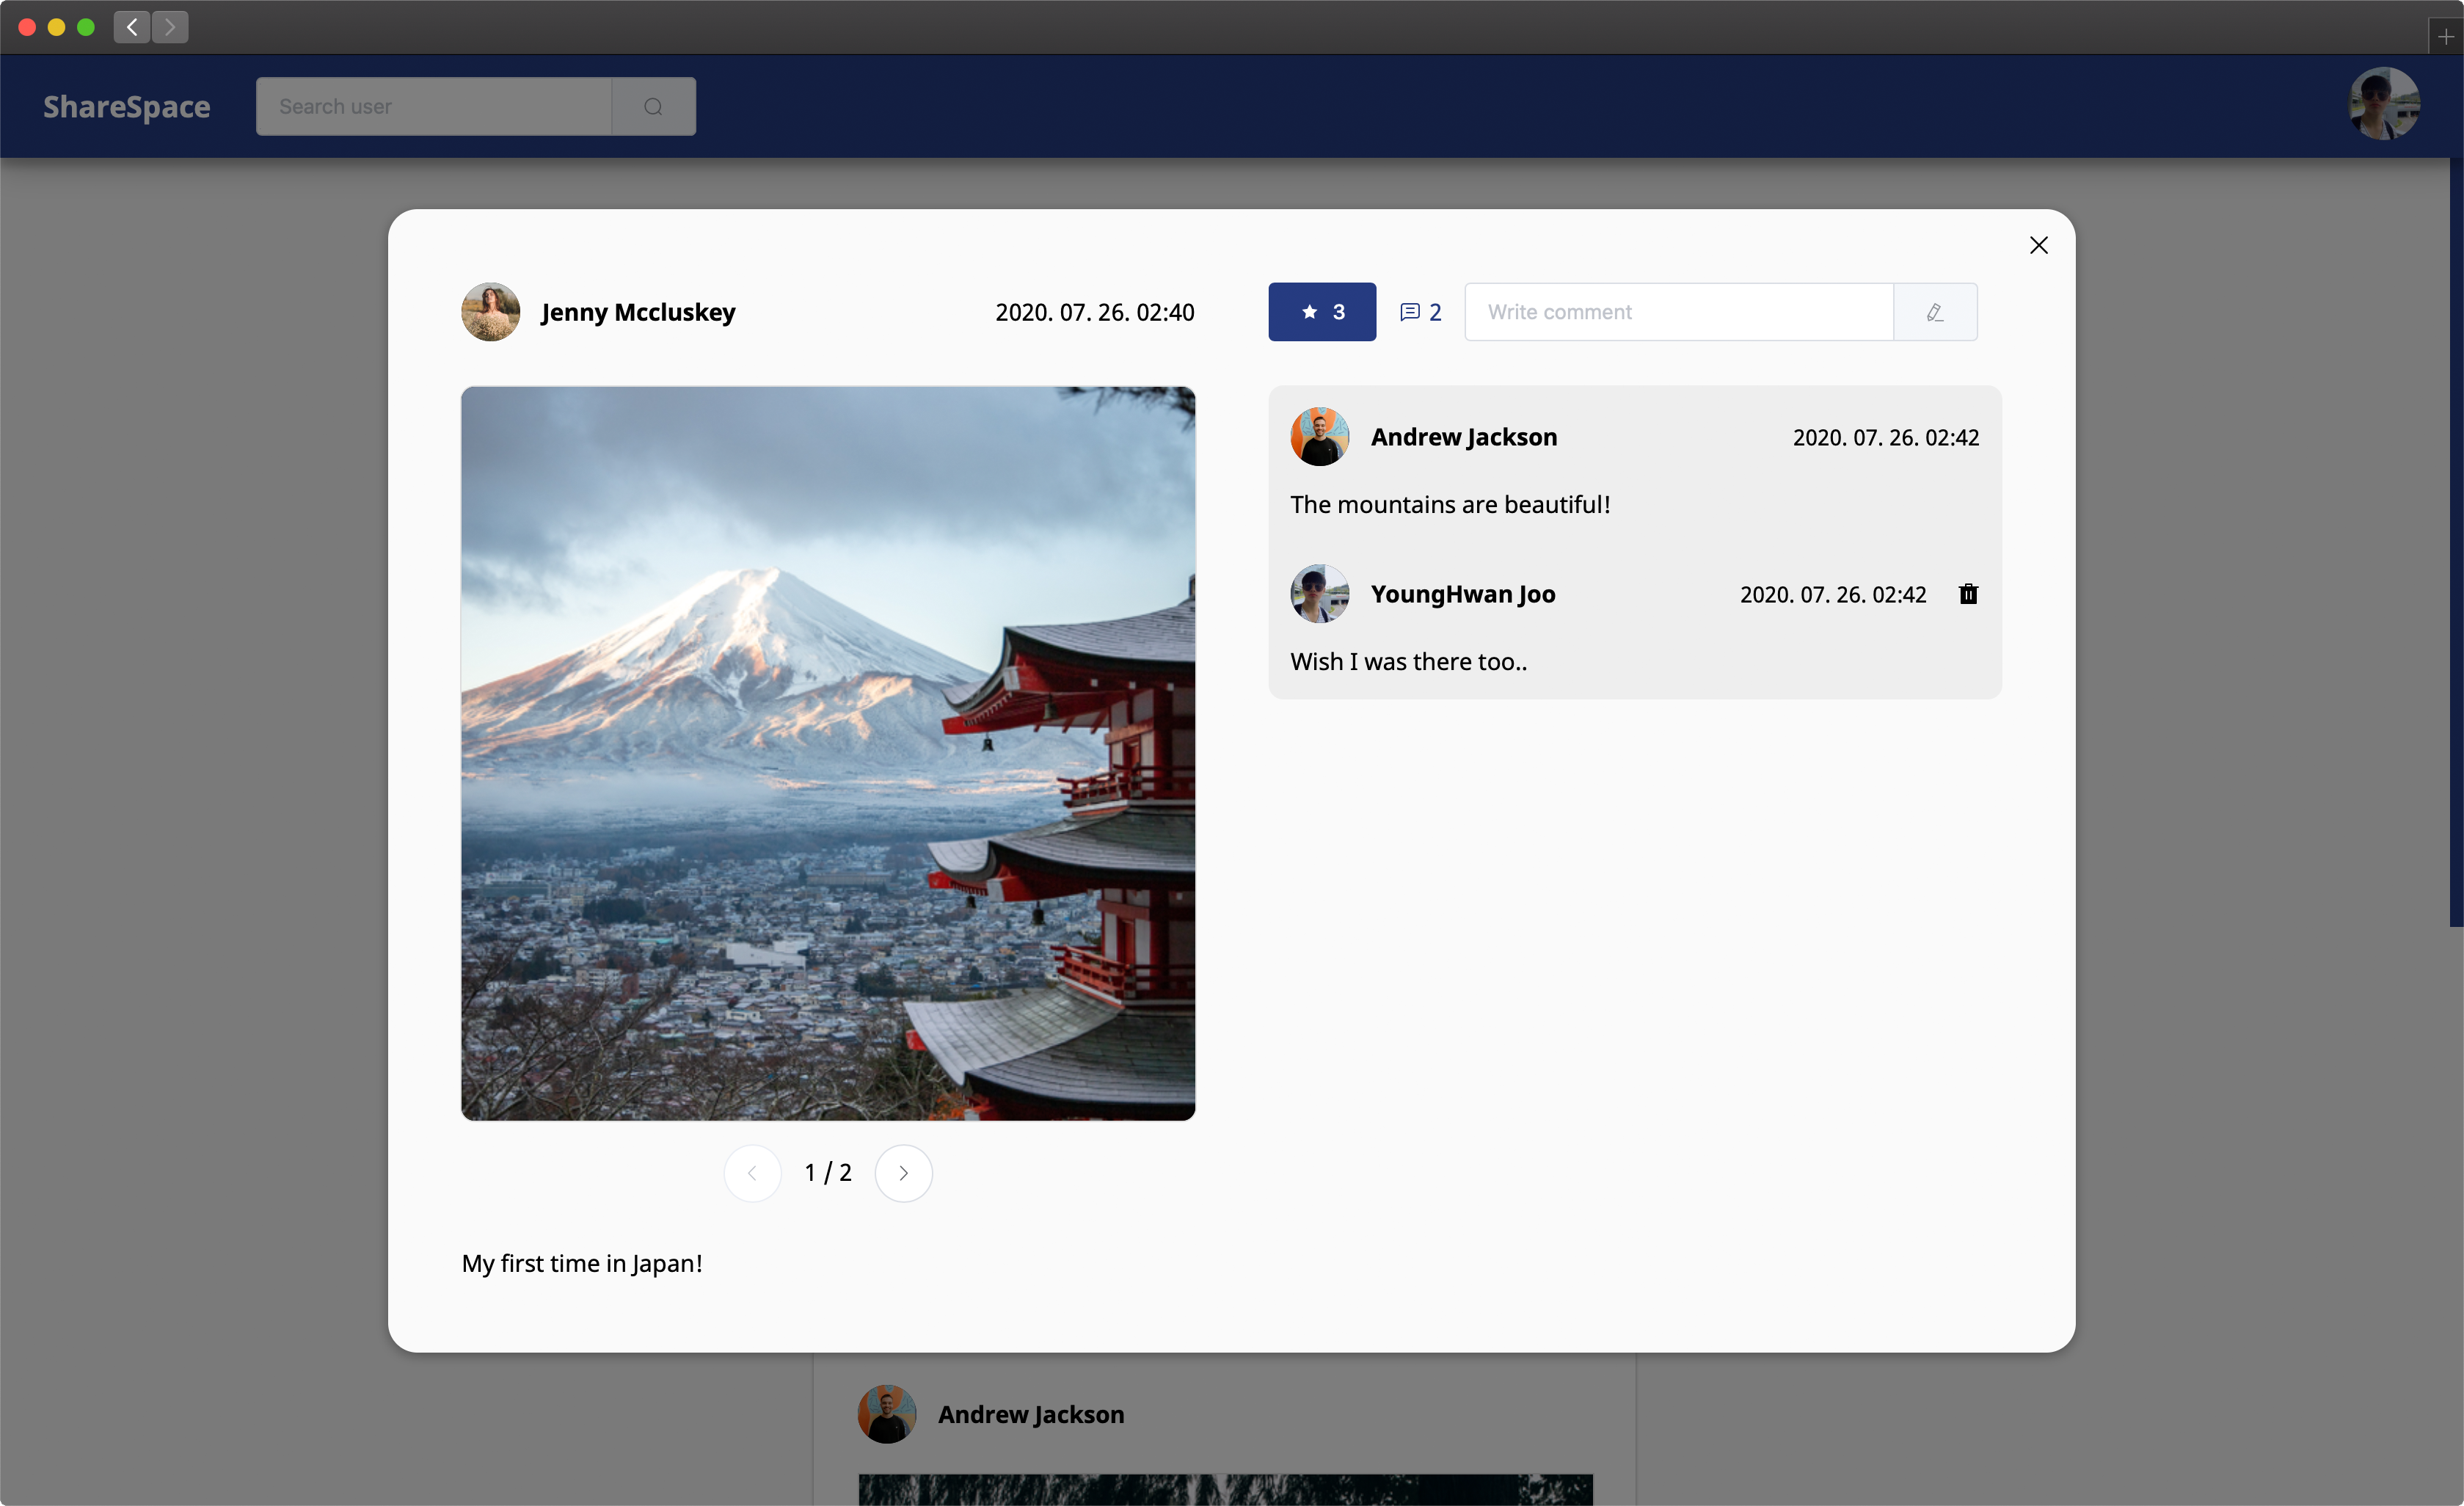 ShareSpace
Search user
Jenny Mccluskey
2020. 07. 26. 02:40
3
2
Write comment
Andrew Jackson
2020. 07. 26. 02:42
The mountains are beautiful!
YoungHwan Joo
2020. 07. 26. 02:42
Wish I was there too..
1 / 2
My first time in Japan!
Andrew Jackson